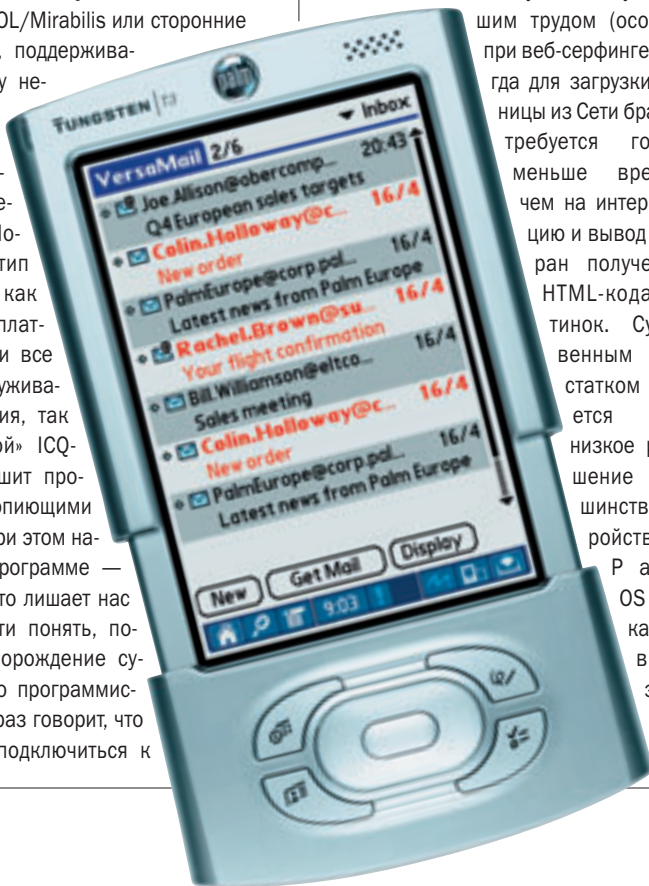 OL/Mirabilis или сторонние
, поддержива-
у не-
-
е-
тип
как
плат-
и все
ужива-
ия, так
ой» ICQ-
шит про-
опиющими
ри этом на-
рограмме —
то лишает нас
ти понять, по-
орождение су-
о программис-
раз говорит, что
подключиться к
palm
TUNGSTEN | T3
VersaMail 2/6 Inbox
Joe.Allison@obercomp... 20:43
Q4 European sales targets
Colin.Holloway@c... 16/4
New order
PalmEurope@corp.pal... 16/4
Latest news from Palm Europe
Rachel.Brown@su... 16/4
Your flight confirmation
Bill.Williamson@eltco... 16/4
Sales meeting
Colin.Holloway@c... 16/4
New order
PalmEurope@corp.pal... 16/4
Latest news from Palm Europe
New Get Mail Display
9:03
шим трудом (осо
при веб-серфинге
гда для загрузки
ницы из Сети бра
требуется го
меньше вре
чем на интер
цию и вывод
ран получе
HTML-кода
тинок. Су
венным
статком
ется
низкое р
шение
шинств
ройств
P a
OS
ка
в